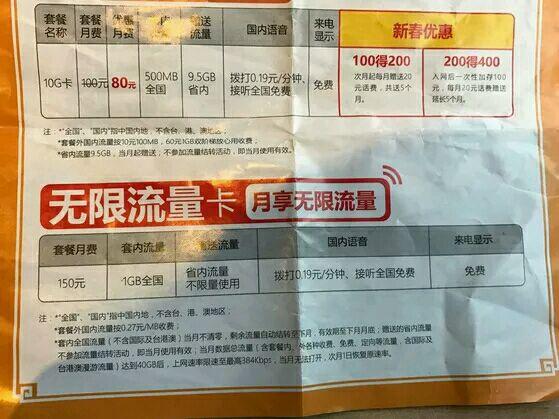 套餐名称 套餐月费 优惠月费 国内流量 赠送流量 国内语音 来电显示 新春优惠
10G卡 100元 80元 500MB全国 9.5GB省内 拨打0.19元/分钟、接听全国免费 免费
100得200
次月起每月赠送20元话费，共送5个月。
200得400
入网后一次性加存100元，每月20元话费赠送延长5个月。
注：*"全国"、"国内"指中国内地，不含台、港、澳地区；
*套餐外国内流量按10元100MB，60元1GB双阶梯放心用收费；
*省内流量9.5GB，当月起赠送，不参加流量结转活动，即当月使用有效。
无限流量卡 月享无限流量
套餐月费 套内流量 赠送流量 国内语音 来电显示
150元 1GB全国 省内流量不限量使用 拨打0.19元/分钟、接听全国免费 免费
注：*"全国"、"国内"指中国内地，不含台、港、澳地区；
*套餐外国内流量按0.27元/MB收费；
*套内全国流量（不含国际及台港澳）当月不清零，剩余流量自动结转至下月，有效期至下月月底；赠送的省内流量
不参加流量结转活动，即当月使用有效，当月数据总流量（含套餐内、外各种收费、免费、定向等流量，含国际及
台港澳漫游流量）达到40GB后，上网速率限速至最高384Kbps，当月无法打开，次月1日恢复原速率。